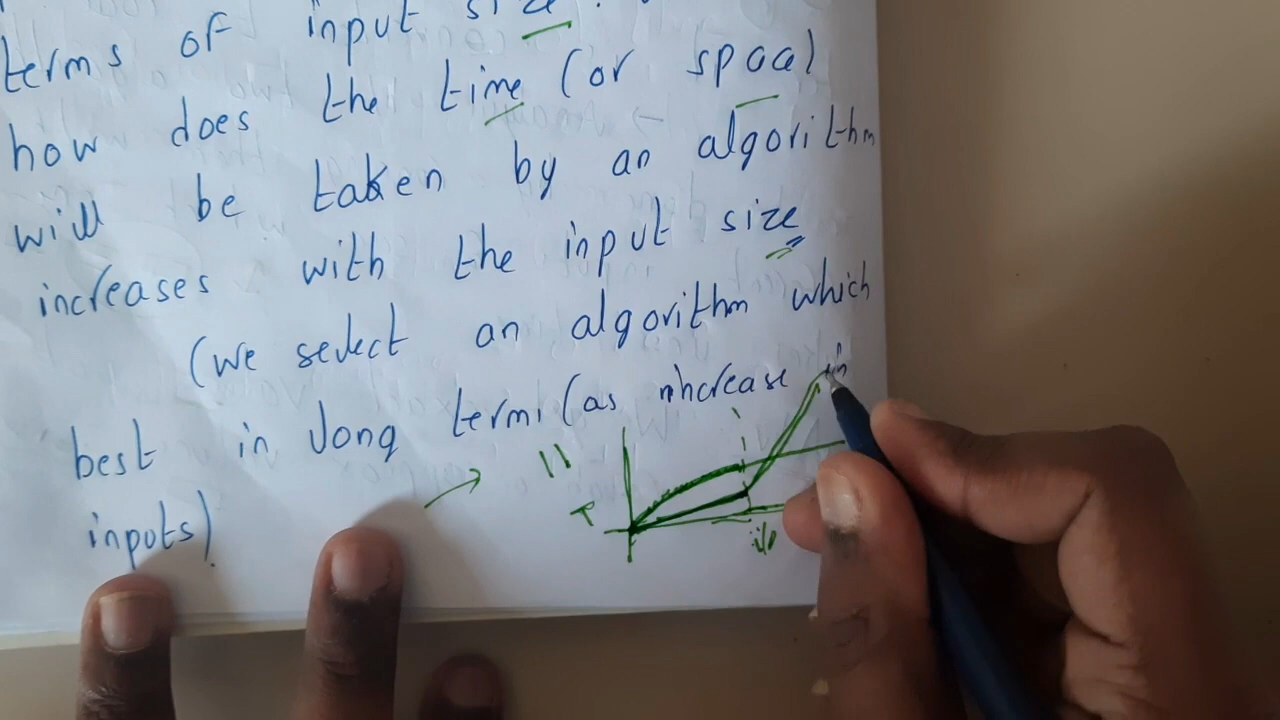 terms of input size
how does the time (or space)
will be taken by an algorithm
increases with the input size
(we select an algorithm which
best in long term (as increase in
inputs).
T
i/p